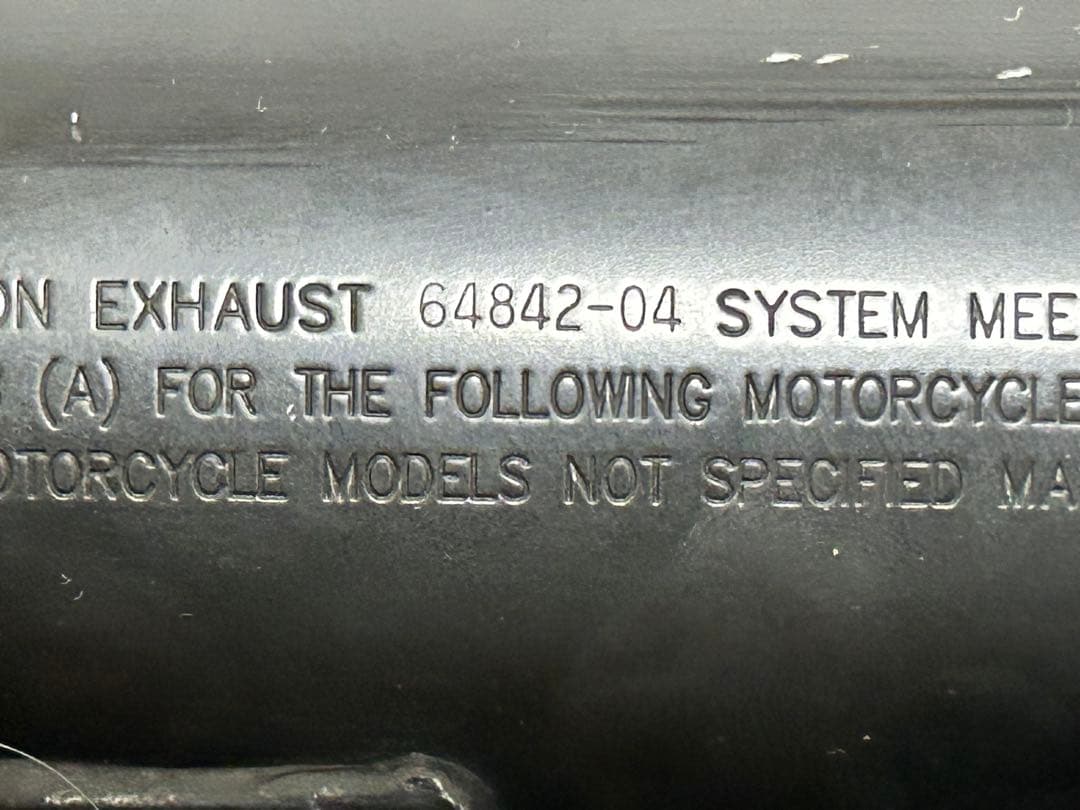 ON EXHAUST 64842-04 SYSTEM MEE
(A) FOR THE FOLLOWING MOTORCYCLE
OTORCYCLE MODELS NOT SPECIFIED MA